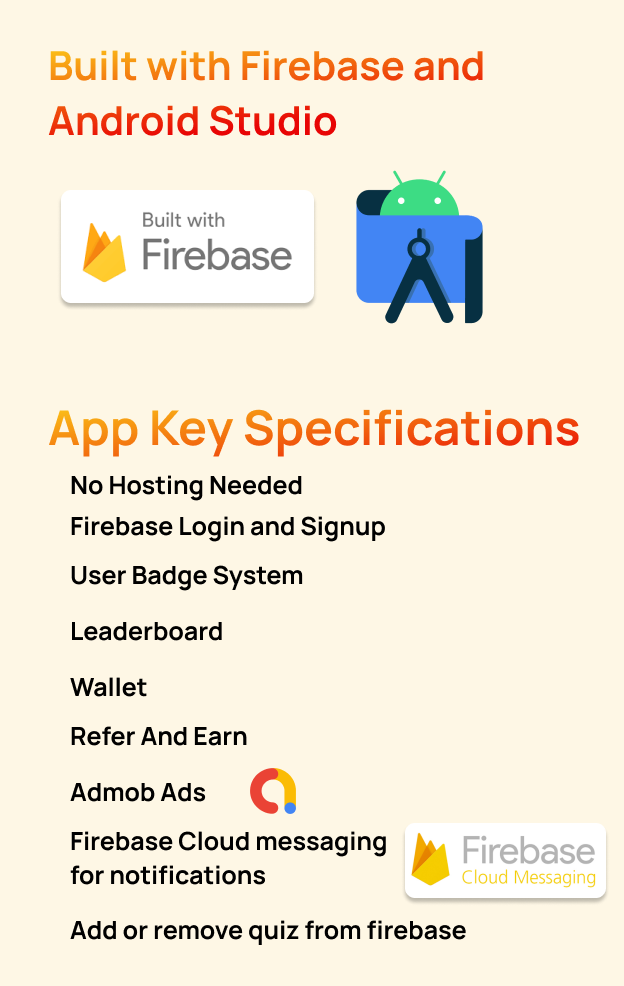 Built with Firebase and
Android Studio
Built with
Firebase
App Key Specifications
No Hosting Needed
Firebase Login and Signup
User Badge System
Leaderboard
Wallet
Refer And Earn
Admob Ads
Firebase Cloud messaging
for notifications
Firebase
Cloud Messaging
Add or remove quiz from firebase